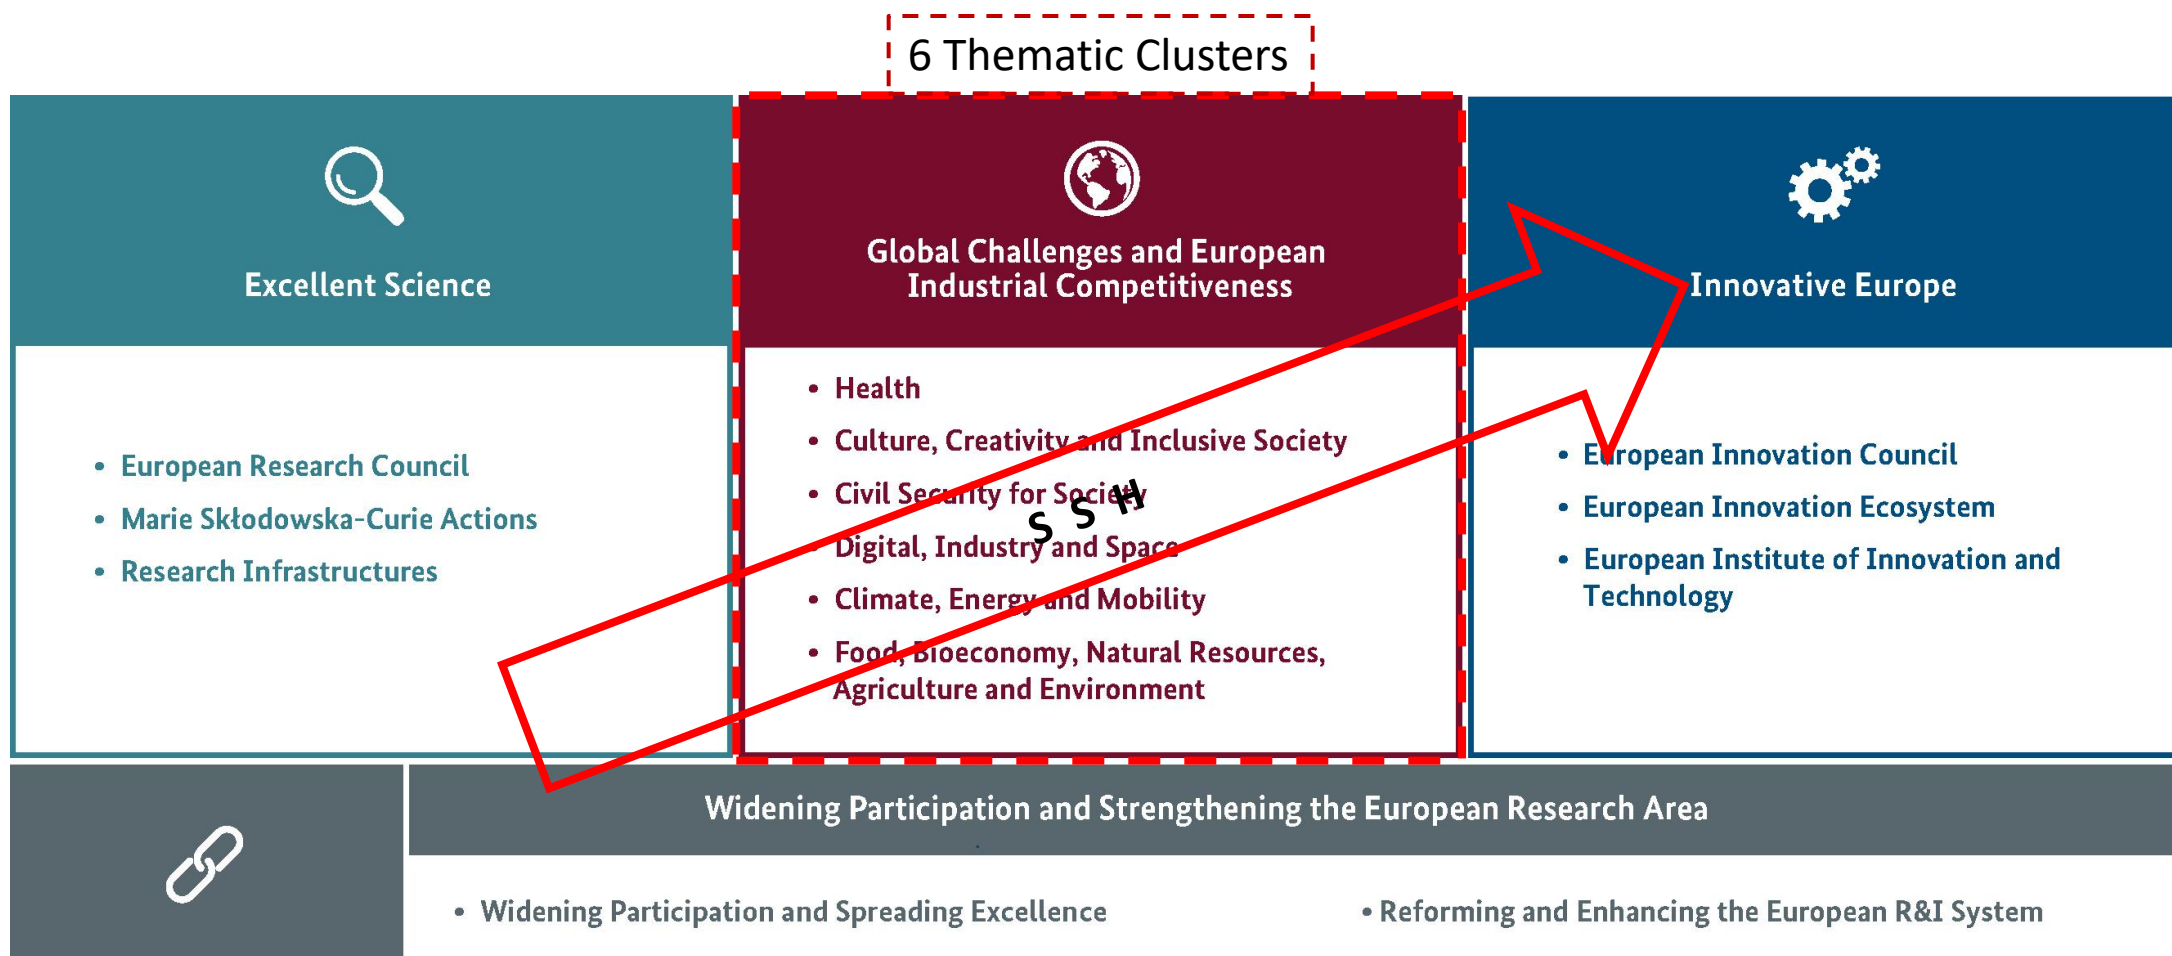 6 Thematic Clusters
Excellent Science
• European Research Council
• Marie Skłodowska-Curie Actions
• Research Infrastructures
Global Challenges and European
Industrial Competitiveness
• Health
• Culture, Creativity and Inclusive Society
• Civil Security for Society
• Digital, Industry and Space
• Climate, Energy and Mobility
• Food, Bioeconomy, Natural Resources,
Agriculture and Environment
S S H
Innovative Europe
• European Innovation Council
• European Innovation Ecosystem
• European Institute of Innovation and
Technology
Widening Participation and Strengthening the European Research Area
• Widening Participation and Spreading Excellence
• Reforming and Enhancing the European R&I System